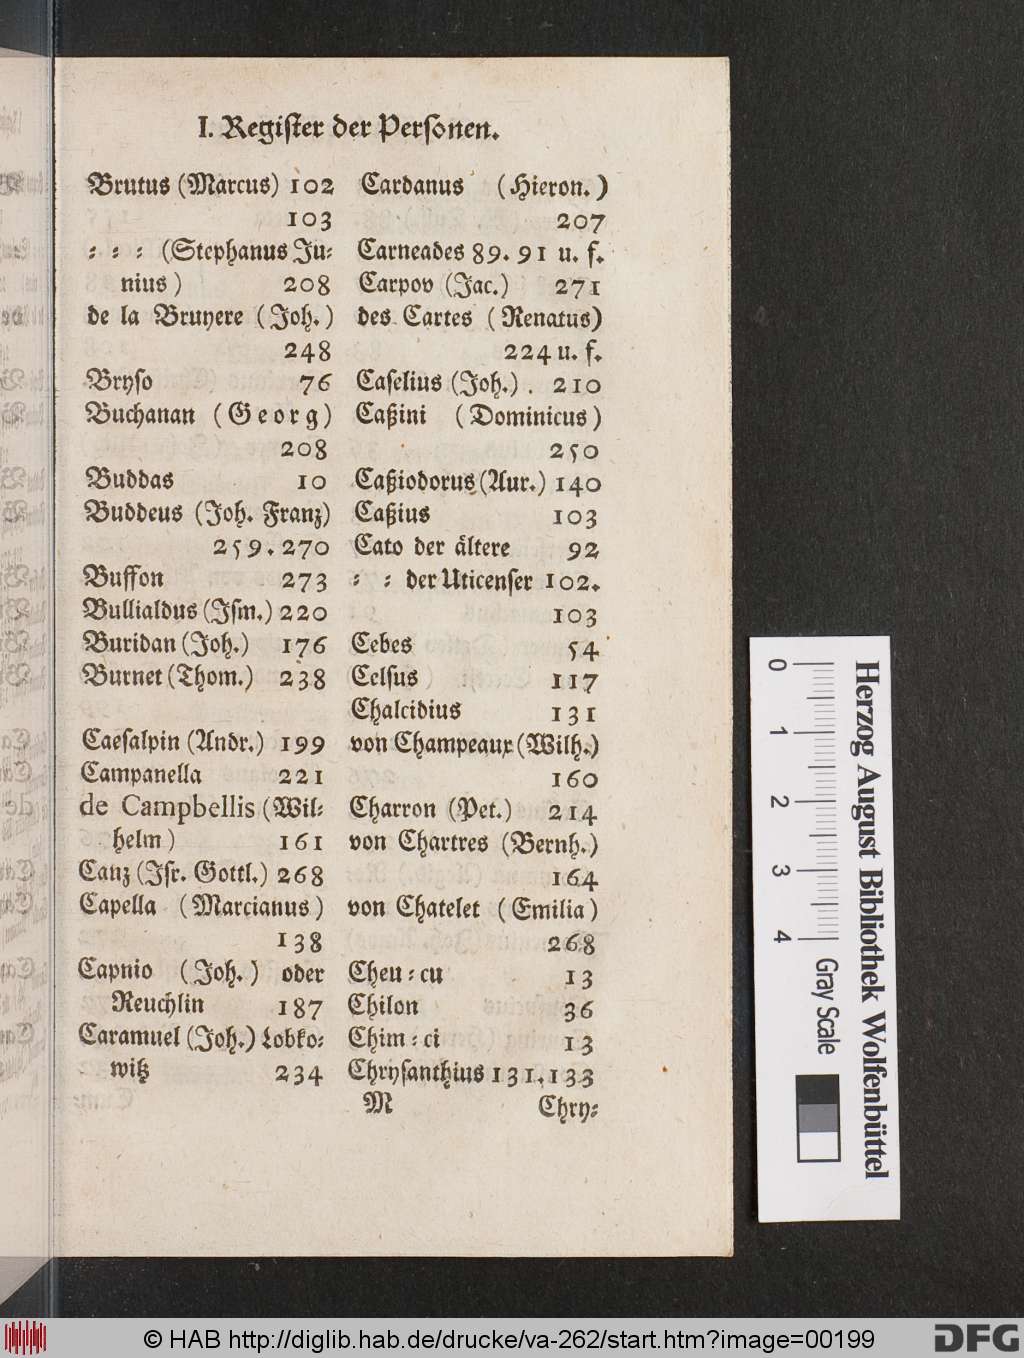 I. Regiſter der Perſonen.
Brutus (Marcus) 102
103
⸗ ⸗ ⸗ (Stephanus Ju⸗
nius) 208
de la Bruyere (Joh.)
248
Bryſo 76
Buchanan (Georg)
208
Buddas 10
Buddeus (Joh. Franz)
259. 270
Buffon 273
Bullialdus (Iſm.) 220
Buridan (Joh.) 176
Burnet (Thom.) 238
Caeſalpin (Andr.) 199
Campanella 221
de Campbellis (Wil⸗
helm) 161
Canz (Iſr. Gottl.) 268
Capella (Marcianus)
138
Capnio (Joh.) oder
Reuchlin 187
Caramuel (Joh.) Lobko⸗
witz 234
Cardanus (Hieron.)
207
Carneades 89. 91 u. f.
Carpov (Jac.) 271
des Cartes (Renatus)
224 u. f.
Caſelius (Joh.) . 210
Caßini (Dominicus)
250
Caßiodorus (Aur.) 140
Caßius 103
Cato der ältere 92
⸗ ⸗ der Uticenſer 102.
103
Cebes 54
Celſus 117
Chalcidius 131
von Champeaux (Wilh.)
160
Charron (Pet.) 214
von Chartres (Bernh.)
164
von Chatelet (Emilia)
268
Cheu⸗cu 13
Chilon 36
Chim⸗ci 13
Chryſanthius 131. 133
M Chry⸗
0 1 2 3 4
Gray Scale
Herzog August Bibliothek Wolfenbüttel
© HAB http://diglib.hab.de/drucke/va-262/start.htm?image=00199
DFG